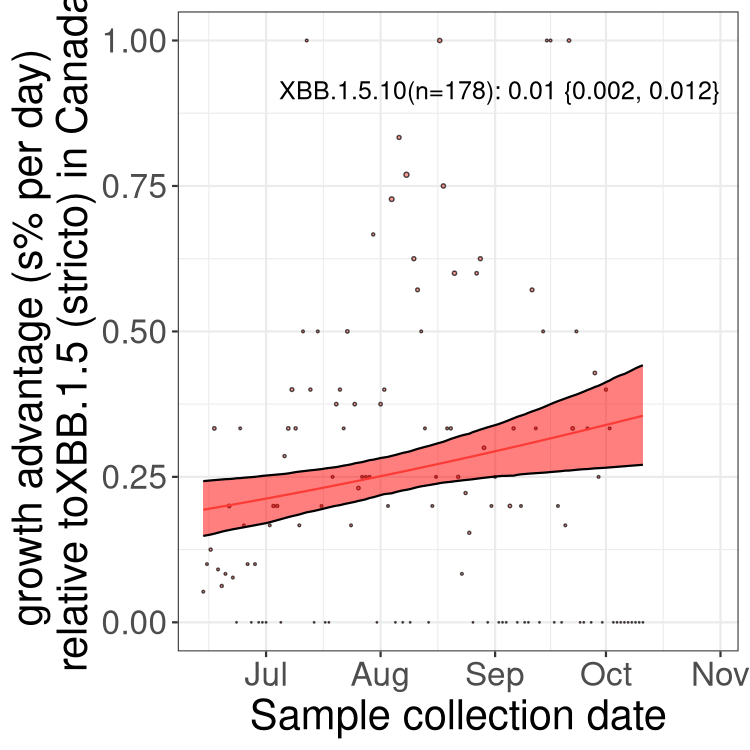 growth advantage (s% per day)
relative toXBB.1.5 (stricto) in Canada
1.00
XBB.1.5.10(n=178): 0.01 {0.002, 0.012}
0.75
0.50
0.25
0.00
Jul Aug Sep Oct Nov
Sample collection date